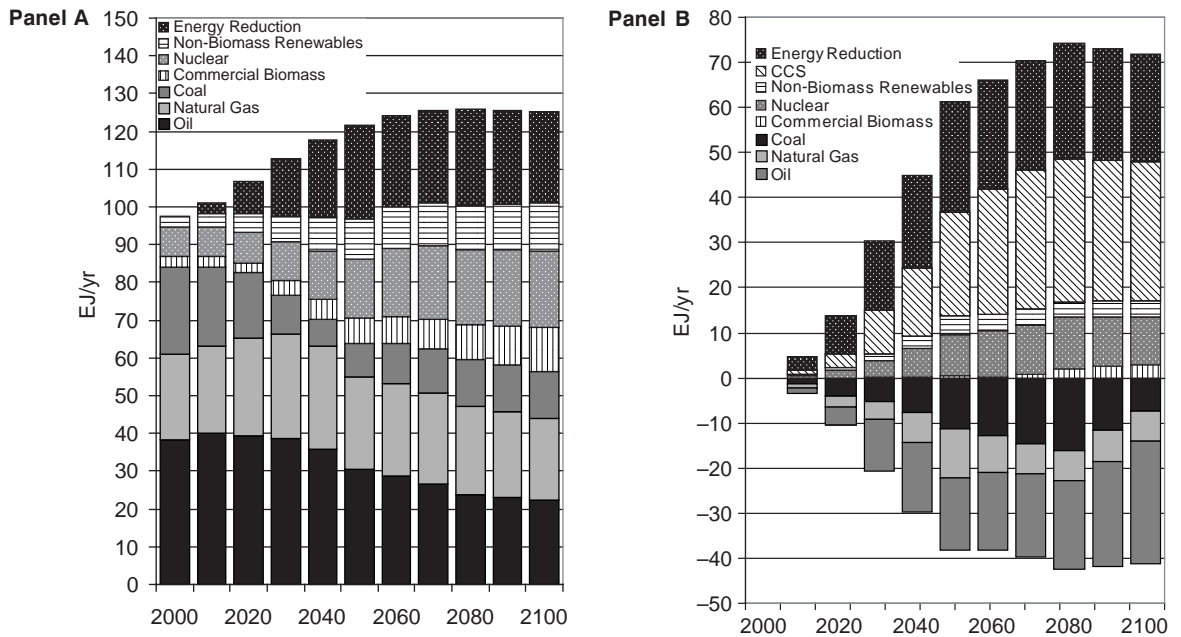 Panel A
150
140
130
120
110
100
90
80
70
60
50
40
30
20
10
0
EJ/yr
Energy Reduction
Non-Biomass Renewables
Nuclear
Commercial Biomass
Coal
Natural Gas
Oil
2000 2020 2040 2060 2080 2100
Panel B
80
70
60
50
40
30
20
10
0
–10
–20
–30
–40
–50
EJ/yr
Energy Reduction
CCS
Non-Biomass Renewables
Nuclear
Commercial Biomass
Coal
Natural Gas
Oil
2000 2020 2040 2060 2080 2100